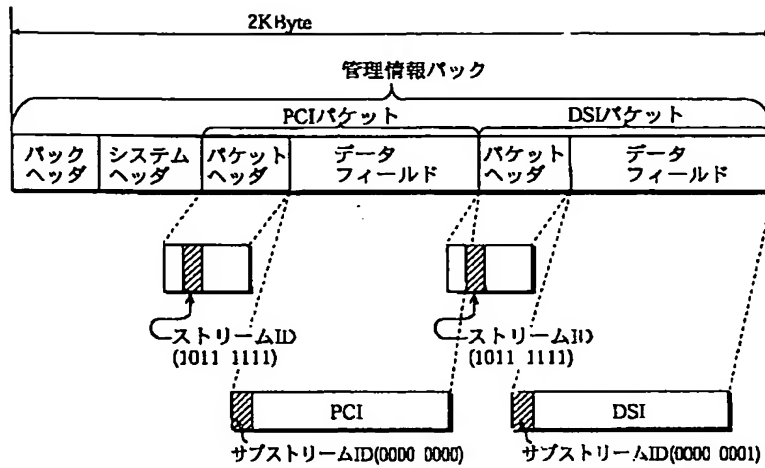 2KByte
管理情報パック
PCIパケット
DSIパケット
パック
ヘッダ
システム
ヘッダ
パケット
ヘッダ
データ
フィールド
パケット
ヘッダ
データ
フィールド
ストリームID
(1011 1111)
ストリームID
(1011 1111)
PCI
DSI
サブストリームID(0000 0000)
サブストリームID(0000 0001)